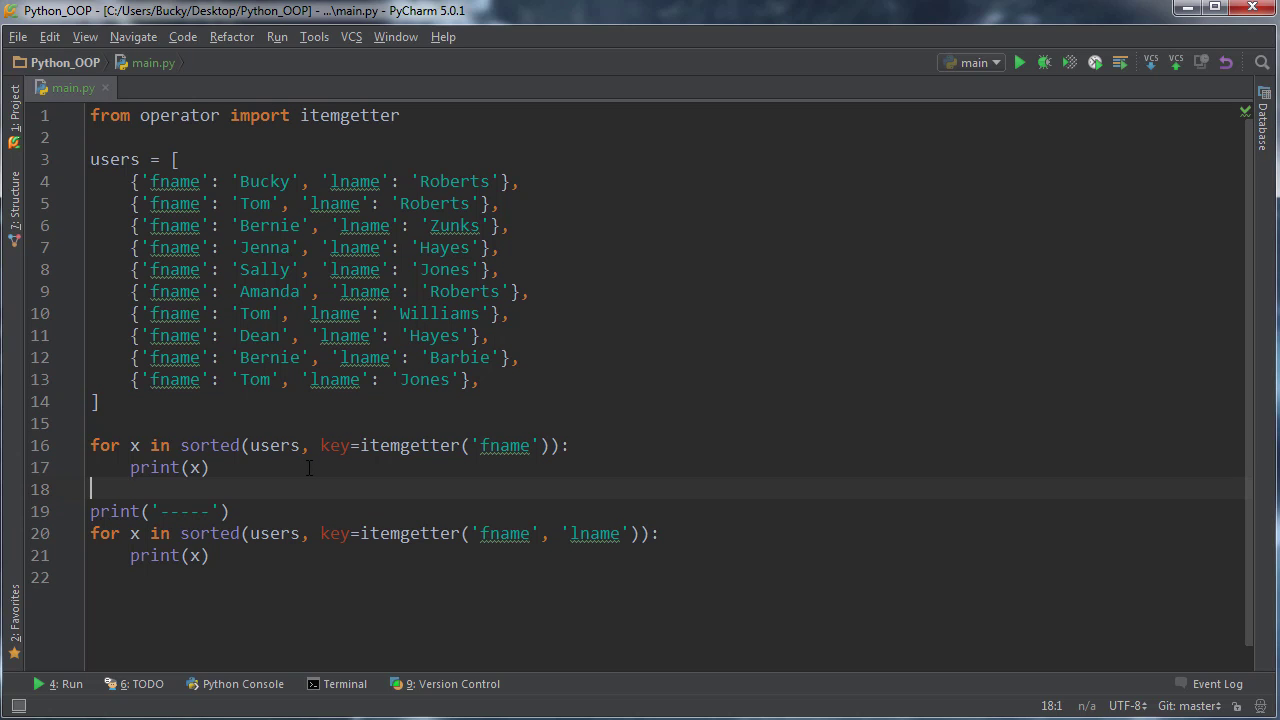 Python_OOP - [C:/Users/Bucky/Desktop/Python_OOP] - ...\main.py - PyCharm 5.0.1
File Edit View Navigate Code Refactor Run Tools VCS Window Help
Python_OOP main.py main VCS VCS
main.py
1: Project
7: Structure
2: Favorites
Database
1 from operator import itemgetter
2
3 users = [
4 {'fname': 'Bucky', 'lname': 'Roberts'},
5 {'fname': 'Tom', 'lname': 'Roberts'},
6 {'fname': 'Bernie', 'lname': 'Zunks'},
7 {'fname': 'Jenna', 'lname': 'Hayes'},
8 {'fname': 'Sally', 'lname': 'Jones'},
9 {'fname': 'Amanda', 'lname': 'Roberts'},
10 {'fname': 'Tom', 'lname': 'Williams'},
11 {'fname': 'Dean', 'lname': 'Hayes'},
12 {'fname': 'Bernie', 'lname': 'Barbie'},
13 {'fname': 'Tom', 'lname': 'Jones'},
14 ]
15
16 for x in sorted(users, key=itemgetter('fname')):
17 print(x)
18
19 print('-----')
20 for x in sorted(users, key=itemgetter('fname', 'lname')):
21 print(x)
22
4: Run 6: TODO Python Console Terminal 9: Version Control Event Log
18:1 n/a UTF-8 Git: master